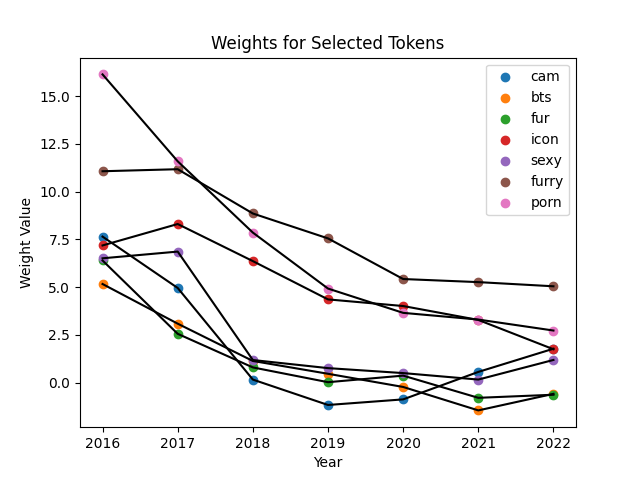 Weights for Selected Tokens
Weight Value
15.0
12.5
10.0
7.5
5.0
2.5
0.0
cam
bts
fur
icon
sexy
furry
porn
2016 2017 2018 2019 2020 2021 2022
Year